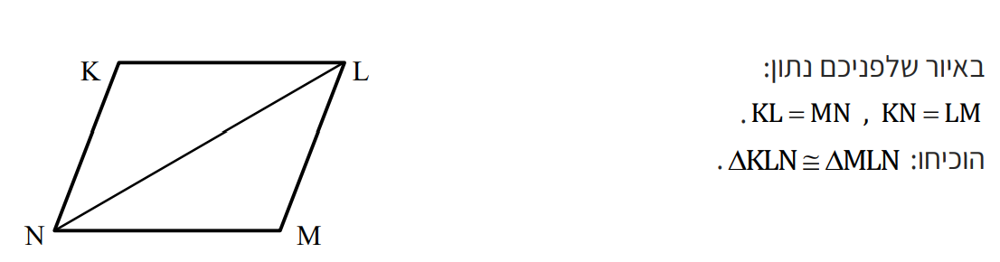 באיור שלפניכם נתון:
KL = MN , KN = LM.
הוכיחו: ΔKLN ≅ ΔMLN.
K
L
N
M